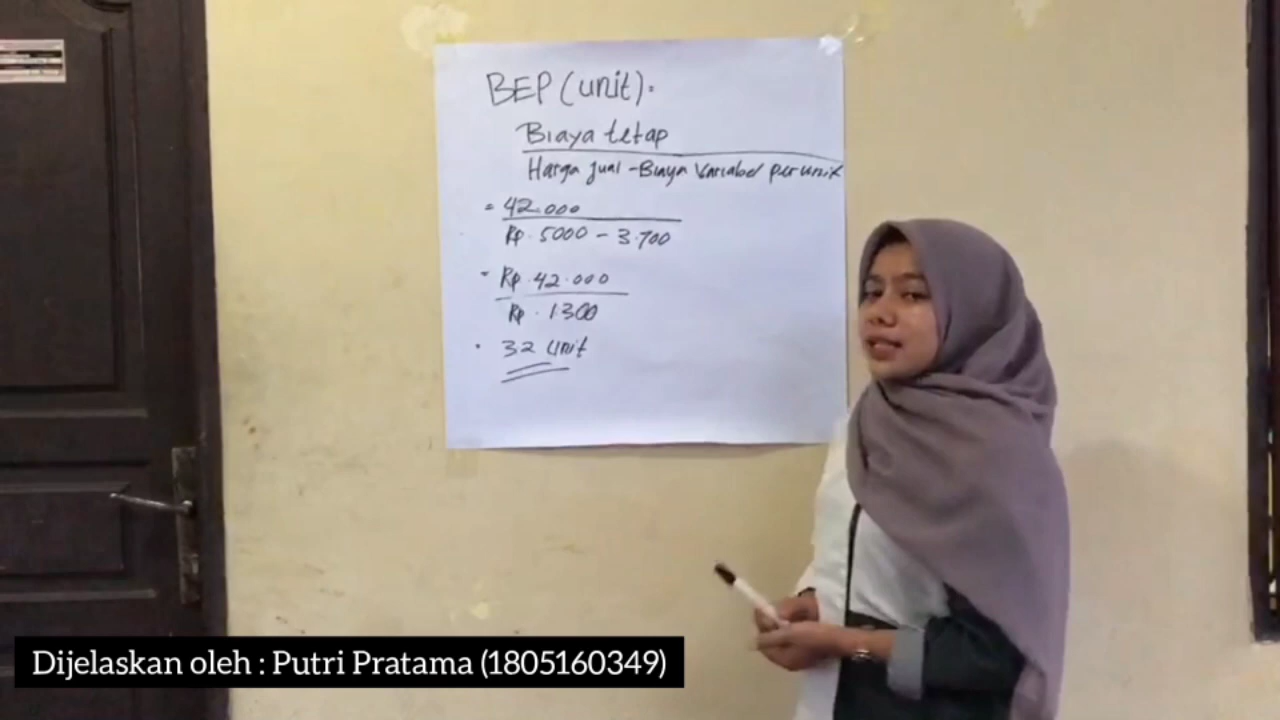 BEP (unit) =
Biaya tetap
Harga jual - Biaya Variabel per unit
= 42.000
Rp. 5000 - 3.700
= Rp. 42.000
Rp. 1300
= 32 unit
Dijelaskan oleh : Putri Pratama (1805160349)